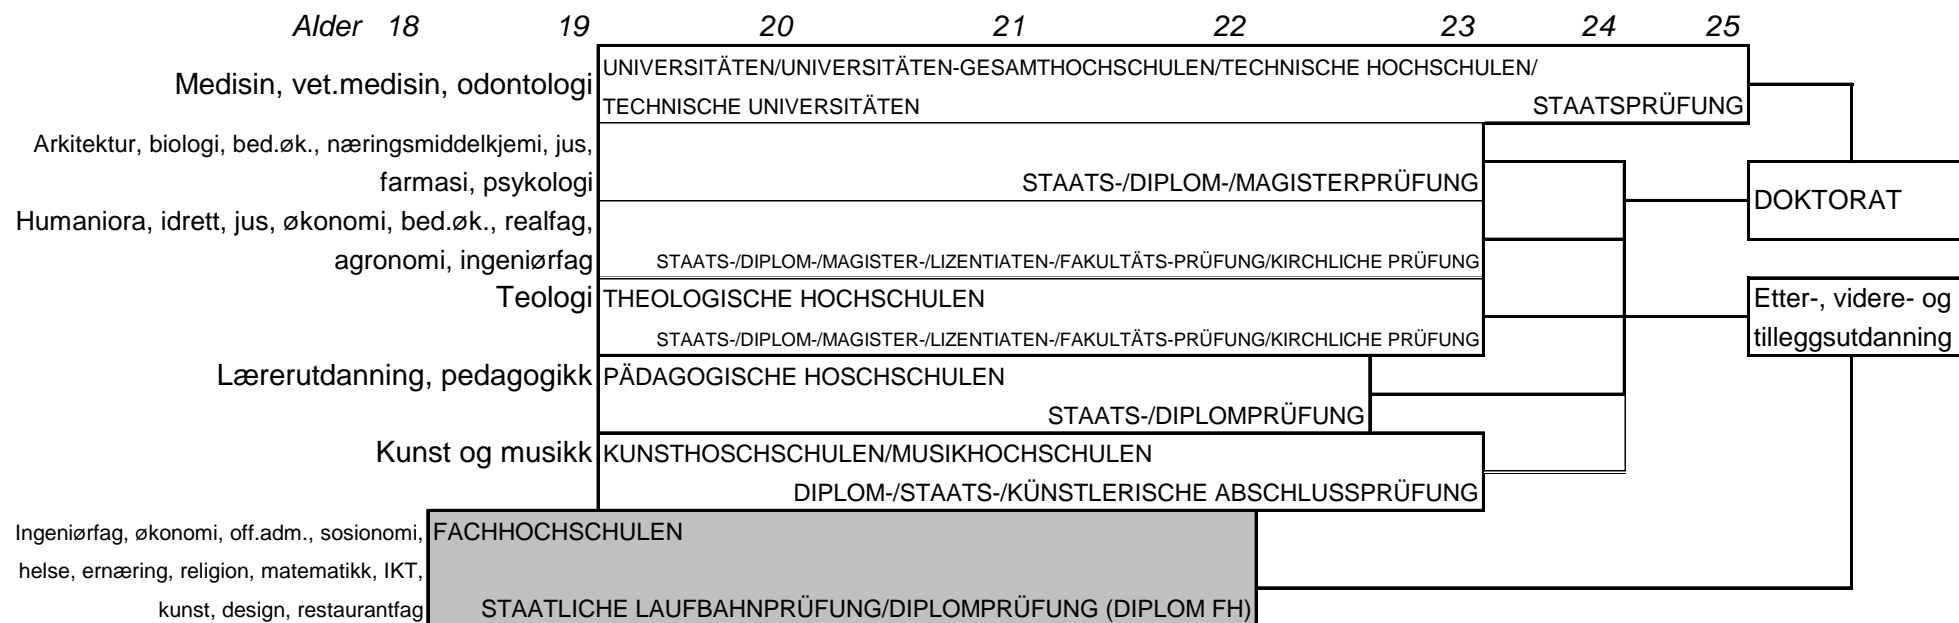 Alder 18 19 20 21 22 23 24 25
Medisin, vet.medisin, odontologi
UNIVERSITÄTEN/UNIVERSITÄTEN-GESAMTHOCHSCHULEN/TECHNISCHE HOCHSCHULEN/
TECHNISCHE UNIVERSITÄTEN
STAATSPRÜFUNG
Arkitektur, biologi, bed.øk., næringsmiddelkjemi, jus,
farmasi, psykologi
STAATS-/DIPLOM-/MAGISTERPRÜFUNG
DOKTORAT
Humaniora, idrett, jus, økonomi, bed.øk., realfag,
agronomi, ingeniørfag
STAATS-/DIPLOM-/MAGISTER-/LIZENTIATEN-/FAKULTÄTS-PRÜFUNG/KIRCHLICHE PRÜFUNG
Teologi
THEOLOGISCHE HOCHSCHULEN
STAATS-/DIPLOM-/MAGISTER-/LIZENTIATEN-/FAKULTÄTS-PRÜFUNG/KIRCHLICHE PRÜFUNG
Etter-, videre- og
tilleggsutdanning
Lærerutdanning, pedagogikk
PÄDAGOGISCHE HOSCHSCHULEN
STAATS-/DIPLOMPRÜFUNG
Kunst og musikk
KUNSTHOSCHSCHULEN/MUSIKHOCHSCHULEN
DIPLOM-/STAATS-/KÜNSTLERISCHE ABSCHLUSSPRÜFUNG
Ingeniørfag, økonomi, off.adm., sosionomi,
helse, ernæring, religion, matematikk, IKT,
kunst, design, restaurantfag
FACHHOCHSCHULEN
STAATLICHE LAUFBAHNPRÜFUNG/DIPLOMPRÜFUNG (DIPLOM FH)